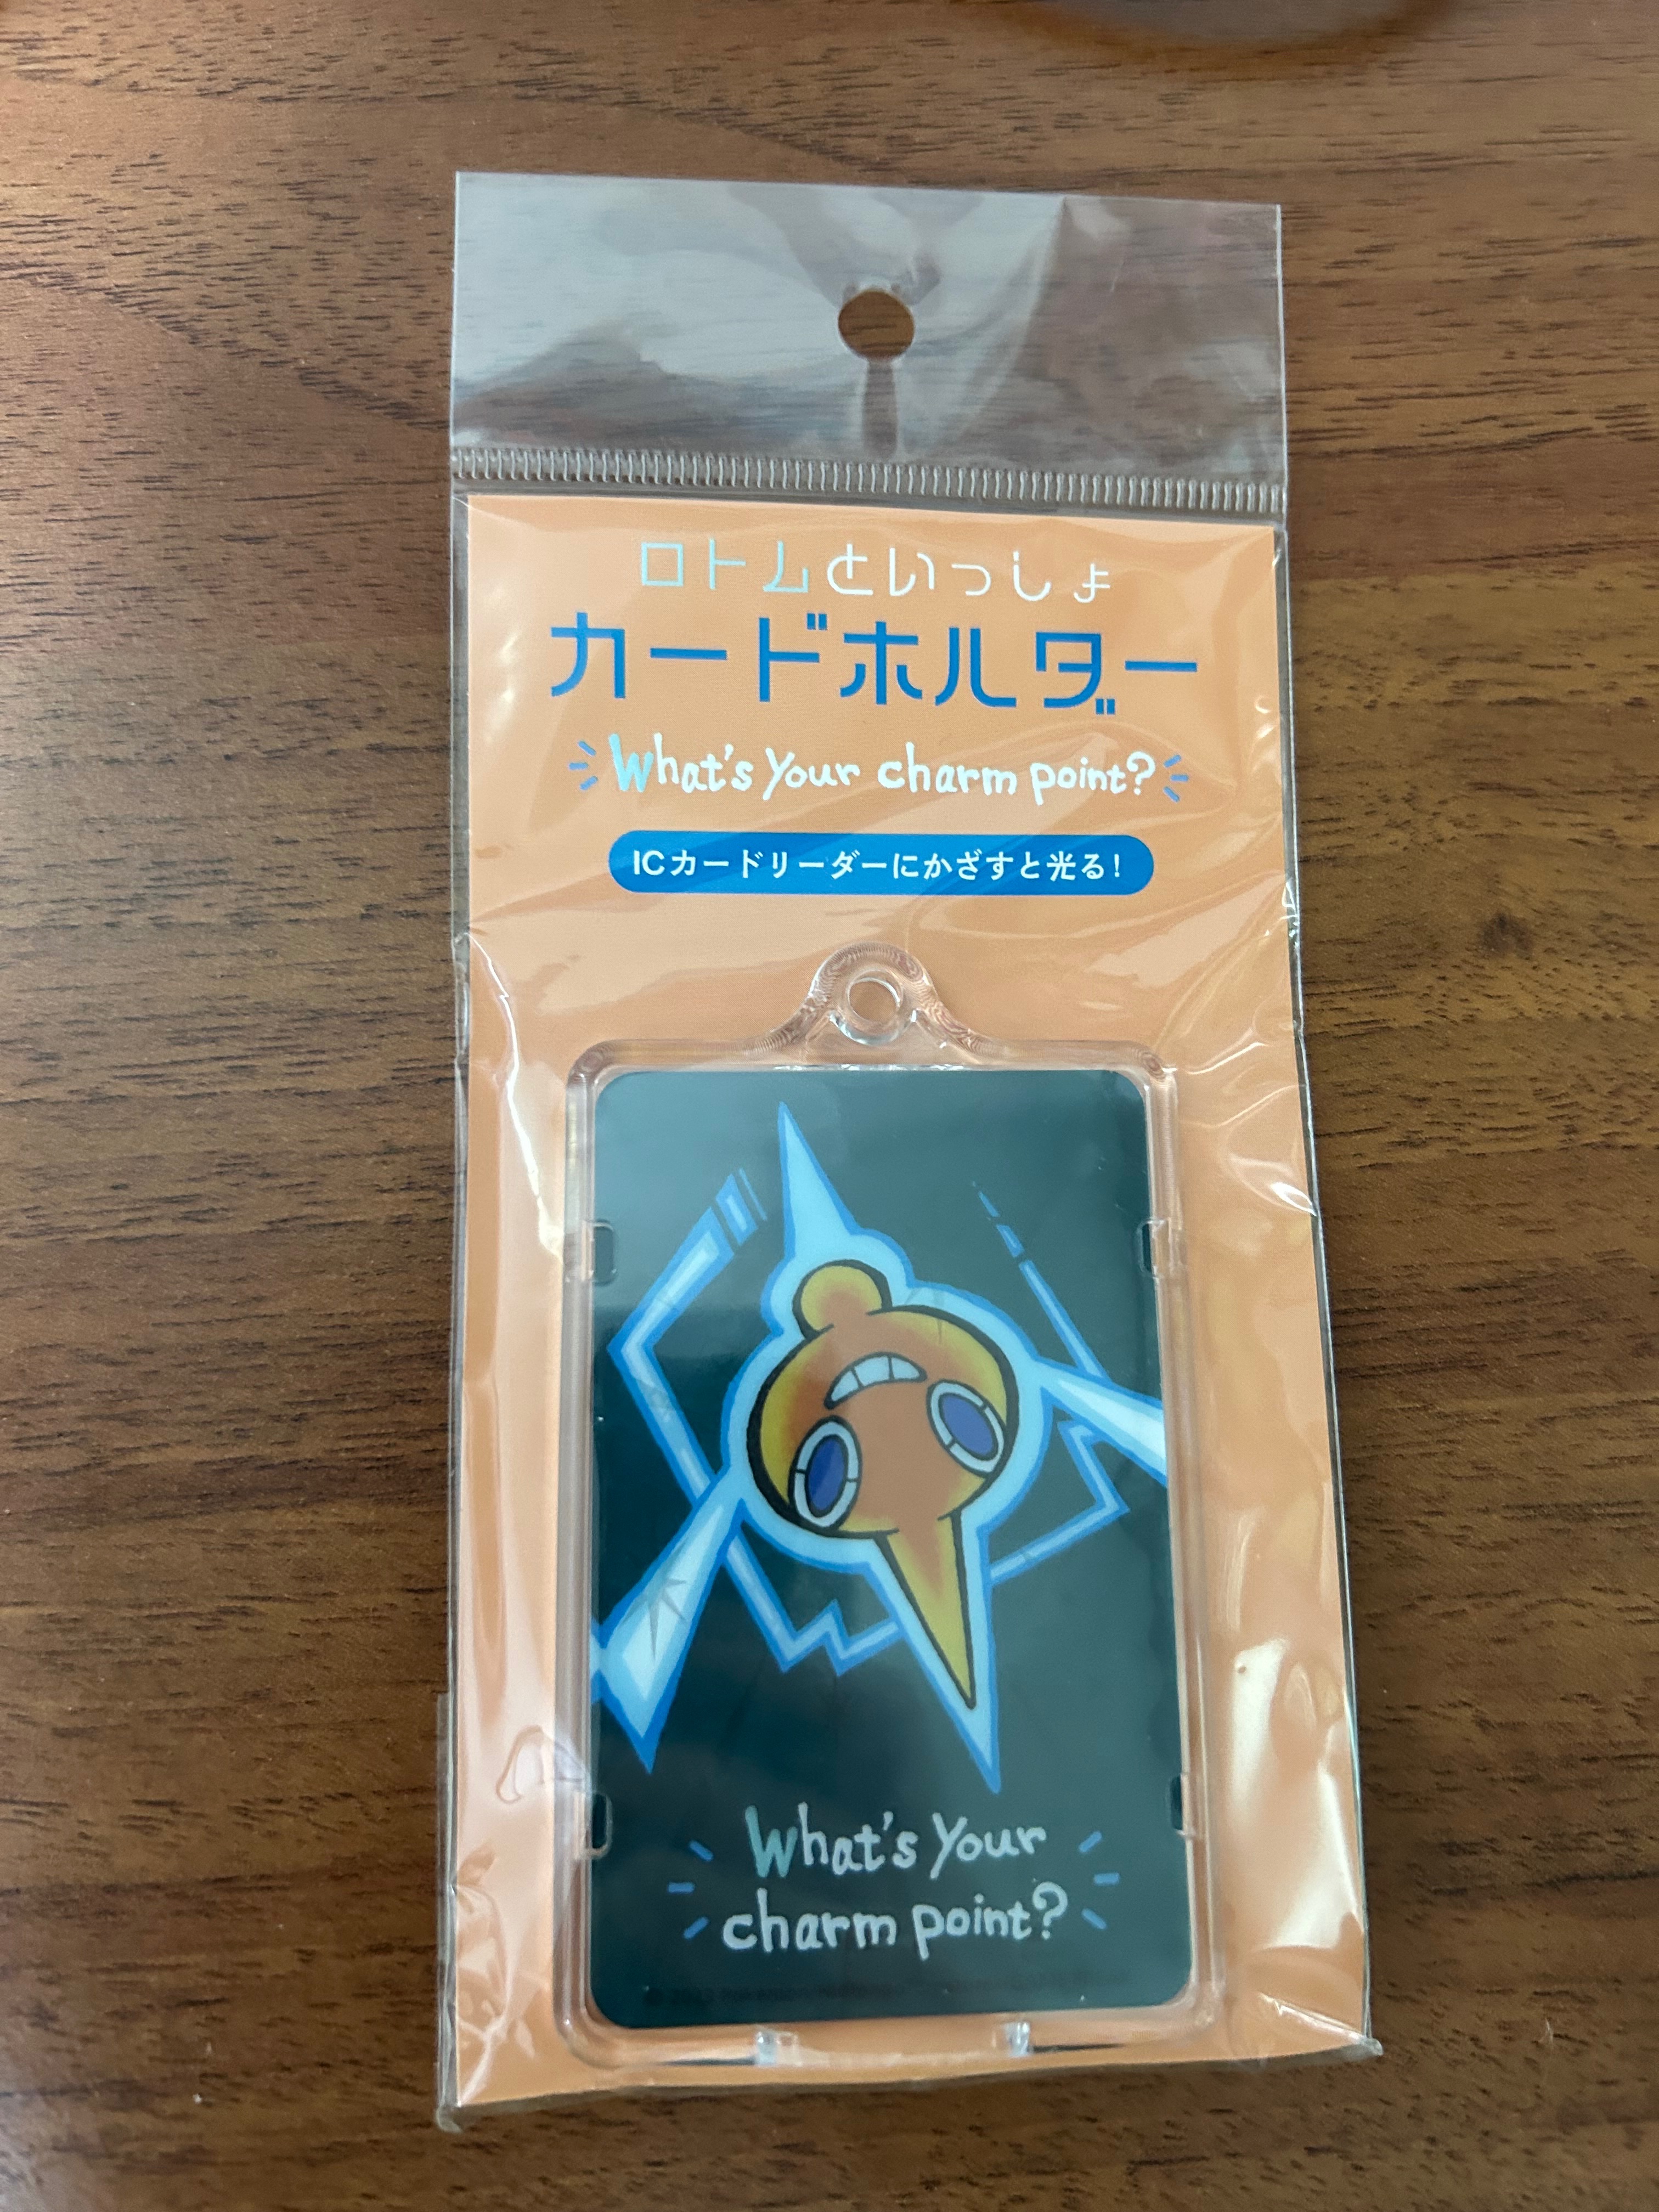 ロトムといっしょ
カードホルダー
What's your charm point?
ICカードリーダーにかざすと光る!
What's your
charm point?